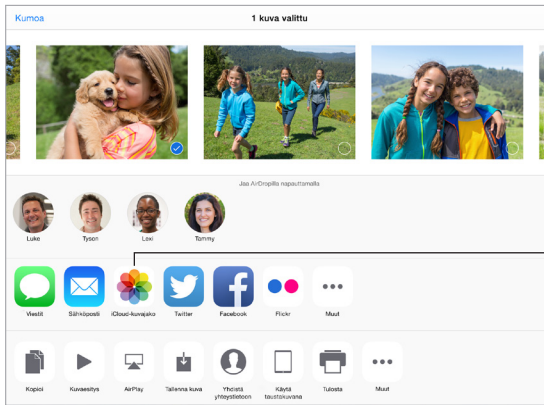 Kumoa
1 kuva valittu
Jaa AirDropilla napauttamalla
Luke
Tyson
Lexi
Tammy
Viestit
Sähköposti
iCloud-kuvajako
Twitter
Facebook
Flickr
Muut
Kopioi
Kuvaesitys
AirPlay
Tallenna kuva
Yhdistä
yhteystietoon
Käytä
taustakuvana
Tulosta
Muut